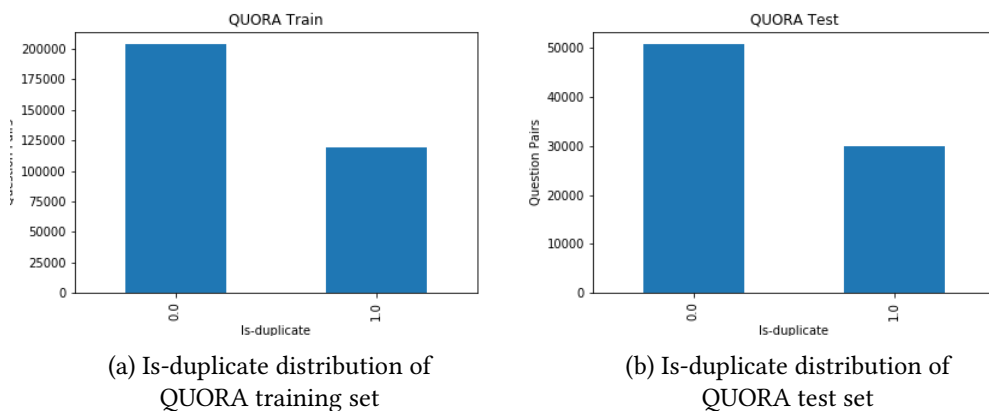 QUORA Train
200000
175000
150000
125000
100000
75000
50000
25000
0
Question Pairs
0.0
1.0
Is-duplicate
(a) Is-duplicate distribution of
QUORA training set
QUORA Test
50000
40000
30000
20000
10000
0
Question Pairs
0.0
1.0
Is-duplicate
(b) Is-duplicate distribution of
QUORA test set